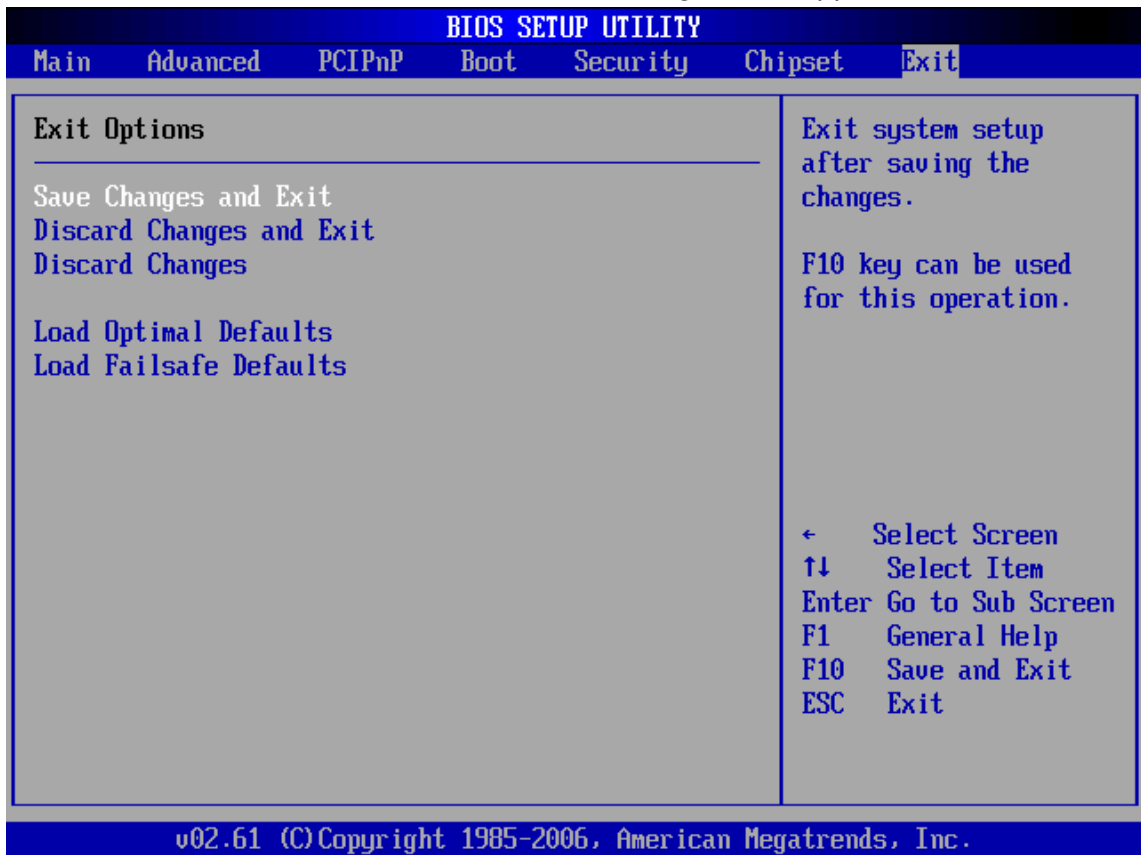 BIOS SETUP UTILITY
Main Advanced PCIPnP Boot Security Chipset Exit
Exit Options
Save Changes and Exit
Discard Changes and Exit
Discard Changes
Load Optimal Defaults
Load Failsafe Defaults
Exit system setup
after saving the
changes.
F10 key can be used
for this operation.
← Select Screen
↑↓ Select Item
Enter Go to Sub Screen
F1 General Help
F10 Save and Exit
ESC Exit
v02.61 (C)Copyright 1985-2006, American Megatrends, Inc.